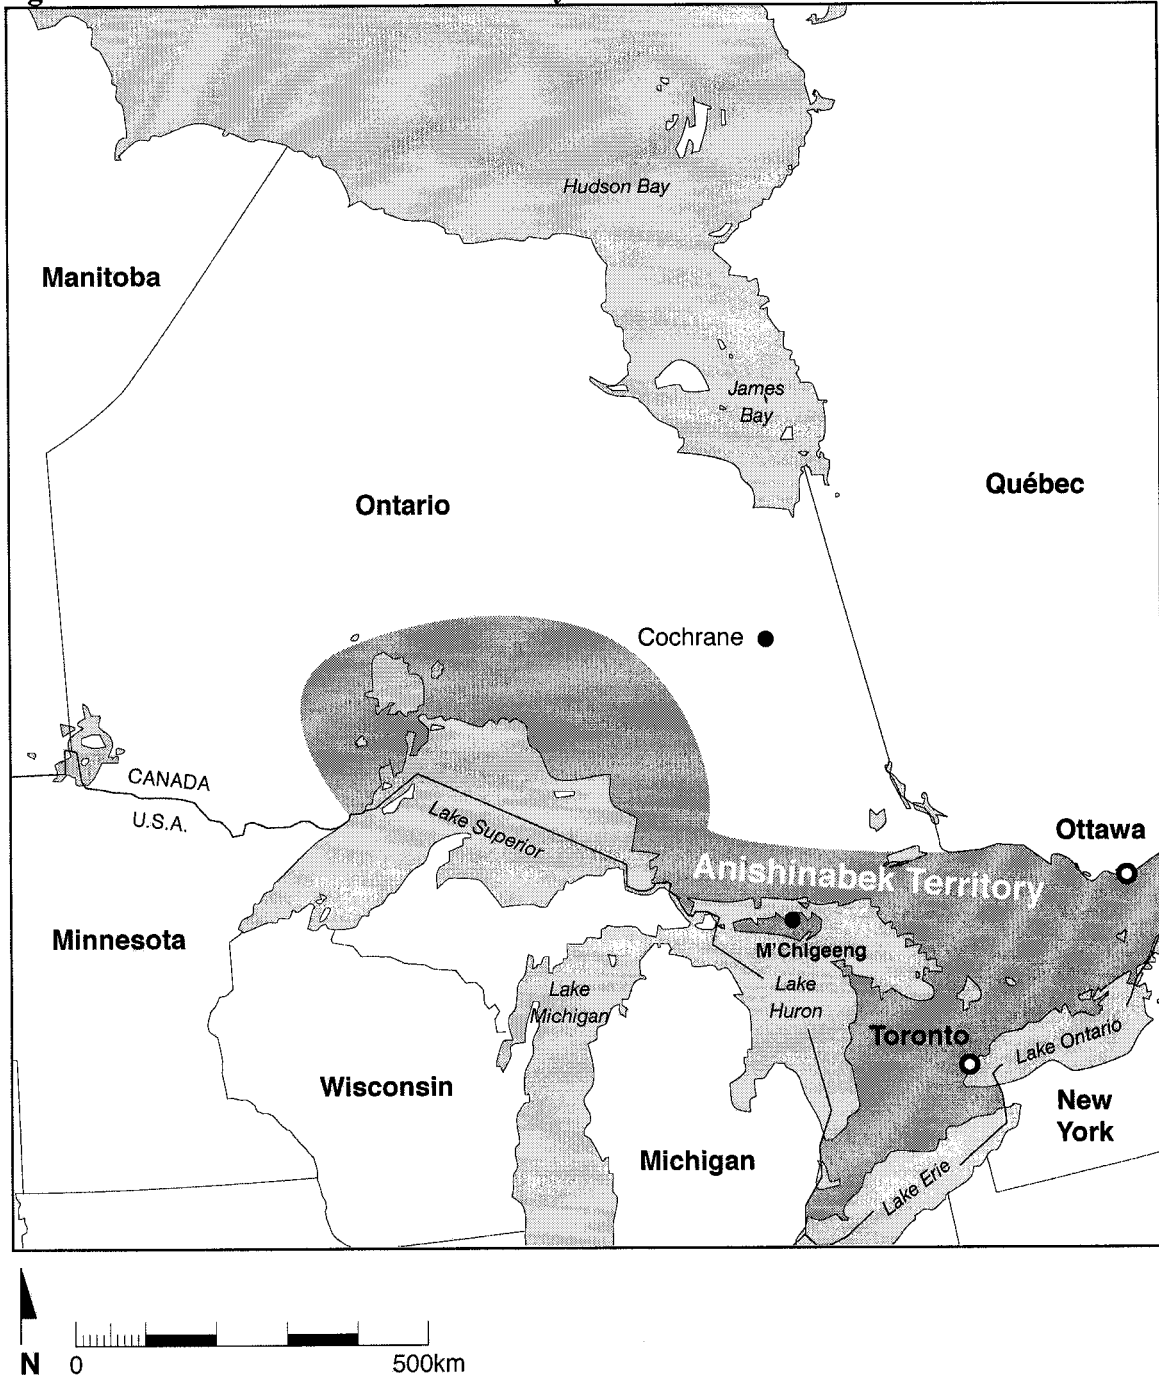 Hudson Bay
Manitoba
James
Bay
Québec
Ontario
Cochrane
CANADA
U.S.A.
Lake Superior
Ottawa
Anishinabek Territory
M'Chigeeng
Minnesota
Lake
Michigan
Lake
Huron
Toronto
Lake Ontario
Wisconsin
New
York
Michigan
Lake Erie
N
0
500km